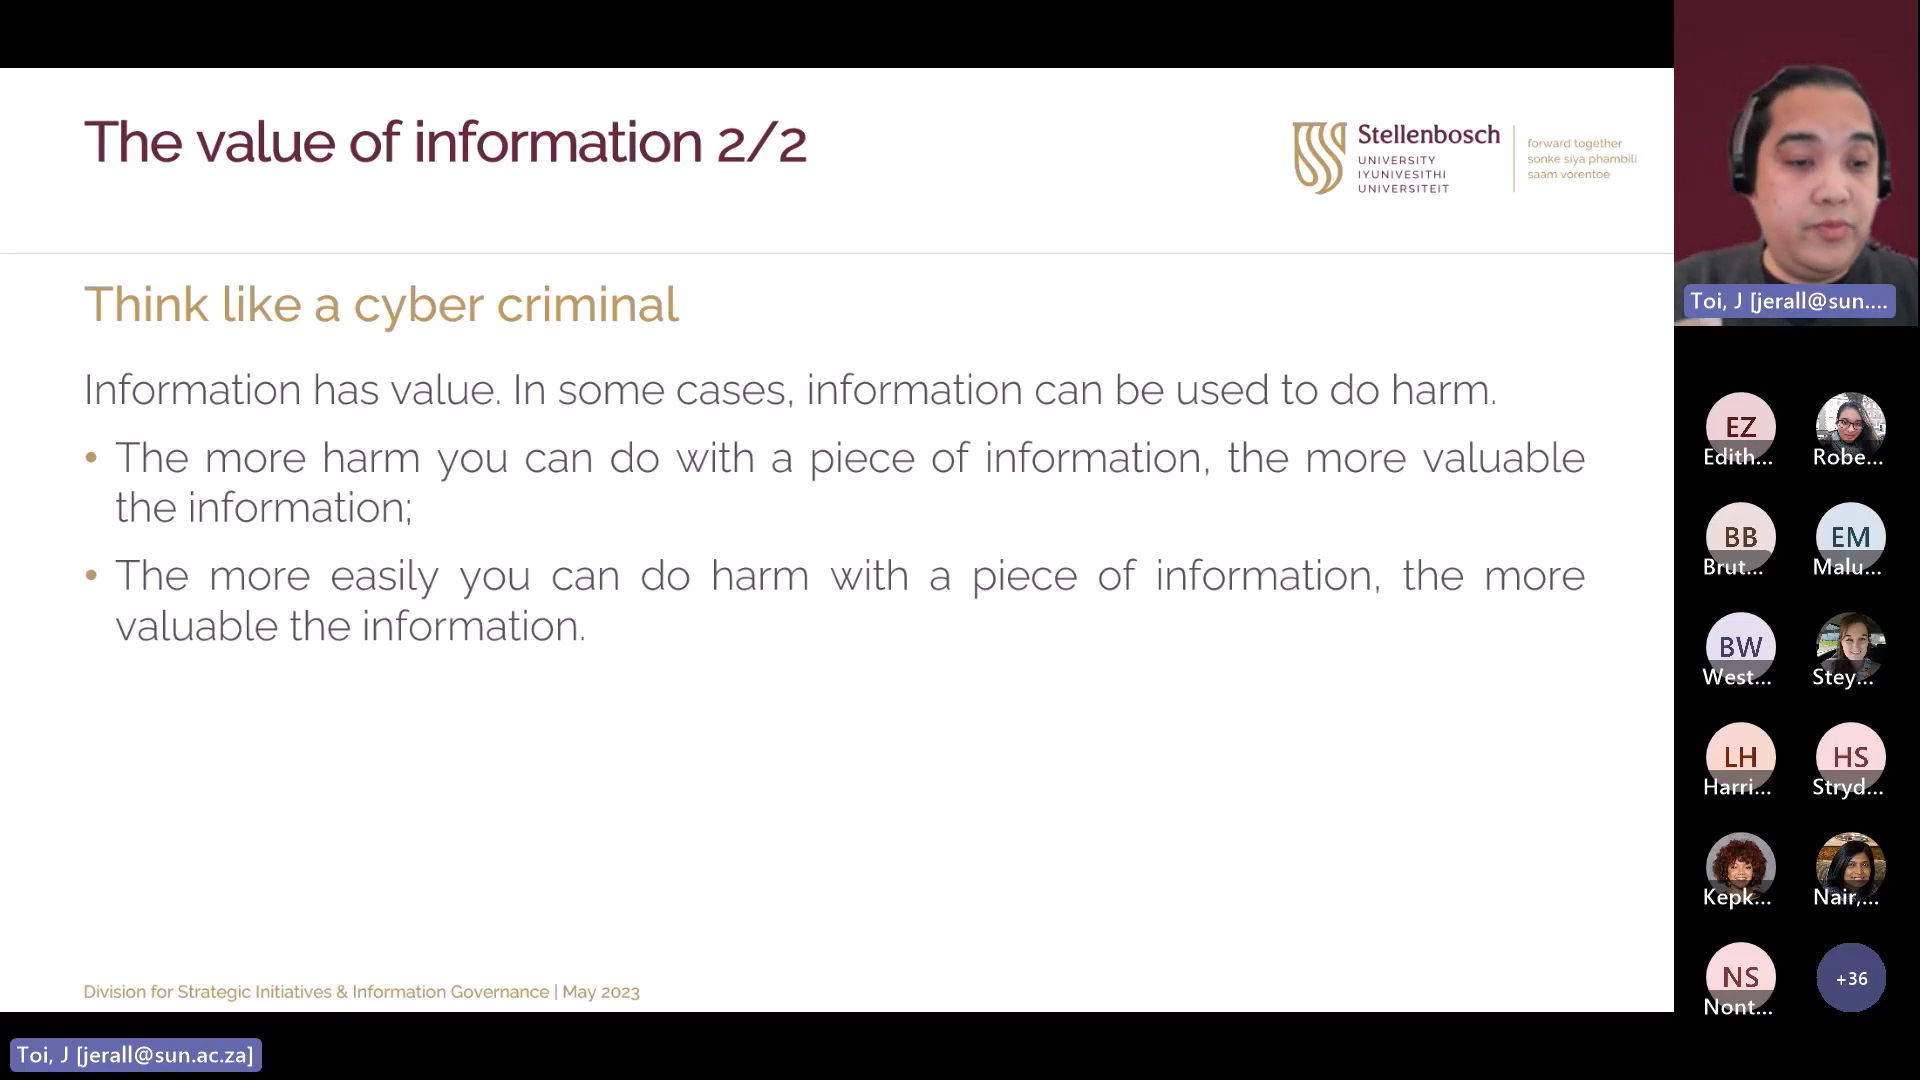 The value of information 2/2
Stellenbosch
UNIVERSITY
IYUNIVESITHI
UNIVERSITEIT
forward together
sonke siya phambili
saam vorentoe
Think like a cyber criminal
Information has value. In some cases, information can be used to do harm.
• The more harm you can do with a piece of information, the more valuable
the information;
• The more easily you can do harm with a piece of information, the more
valuable the information.
Division for Strategic Initiatives & Information Governance | May 2023
Toi, J [jerall@sun.ac.za]
Toi, J [jerall@sun....
EZ
Edith...
Robe...
BB
Brut...
EM
Malu...
BW
West...
Stey...
LH
Harri...
HS
Stryd...
Kepk...
Nair,...
NS
Nont...
+36